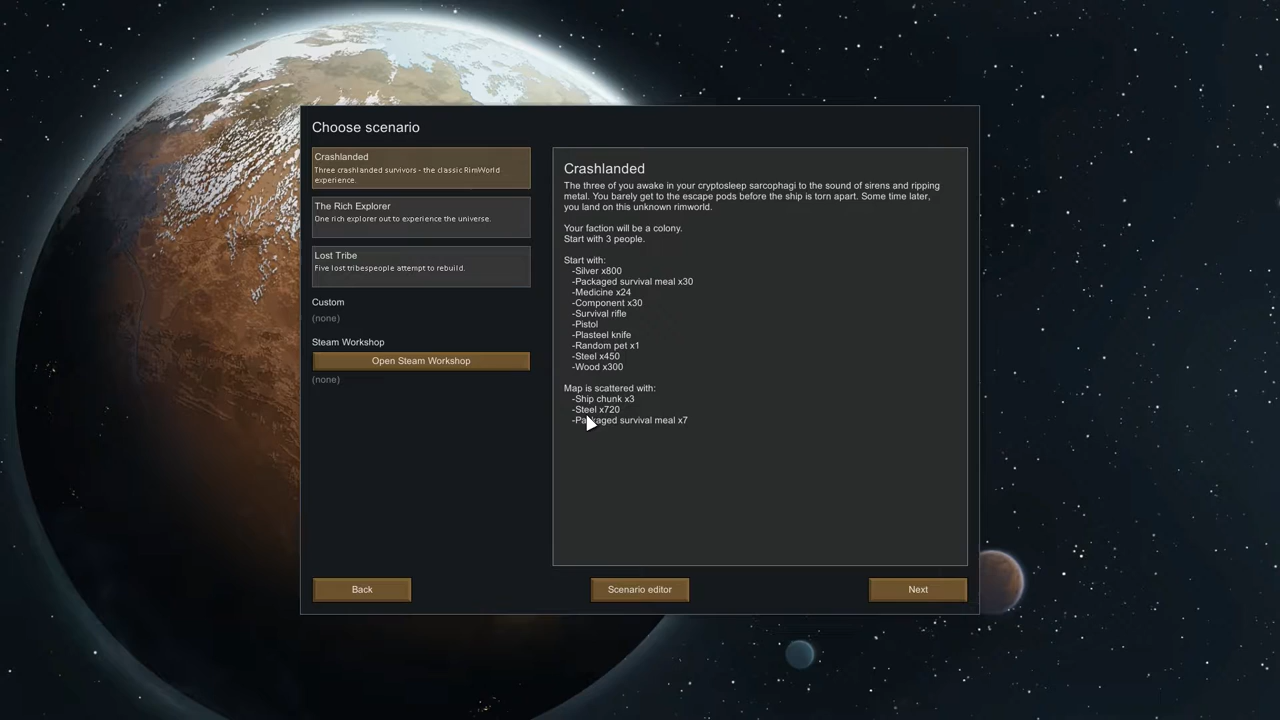 Choose scenario
Crashlanded
Three crashlanded survivors - the classic RimWorld
experience.
The Rich Explorer
One rich explorer out to experience the universe.
Lost Tribe
Five lost tribespeople attempt to rebuild.
Custom
(none)
Steam Workshop
Open Steam Workshop
(none)
Crashlanded
The three of you awake in your cryptosleep sarcophagi to the sound of sirens and ripping
metal. You barely get to the escape pods before the ship is torn apart. Some time later,
you land on this unknown rimworld.
Your faction will be a colony.
Start with 3 people.
Start with:
-Silver x800
-Packaged survival meal x30
-Medicine x24
-Component x30
-Survival rifle
-Pistol
-Plasteel knife
-Random pet x1
-Steel x450
-Wood x300
Map is scattered with:
-Ship chunk x3
-Steel x720
-Packaged survival meal x7
Back
Scenario editor
Next